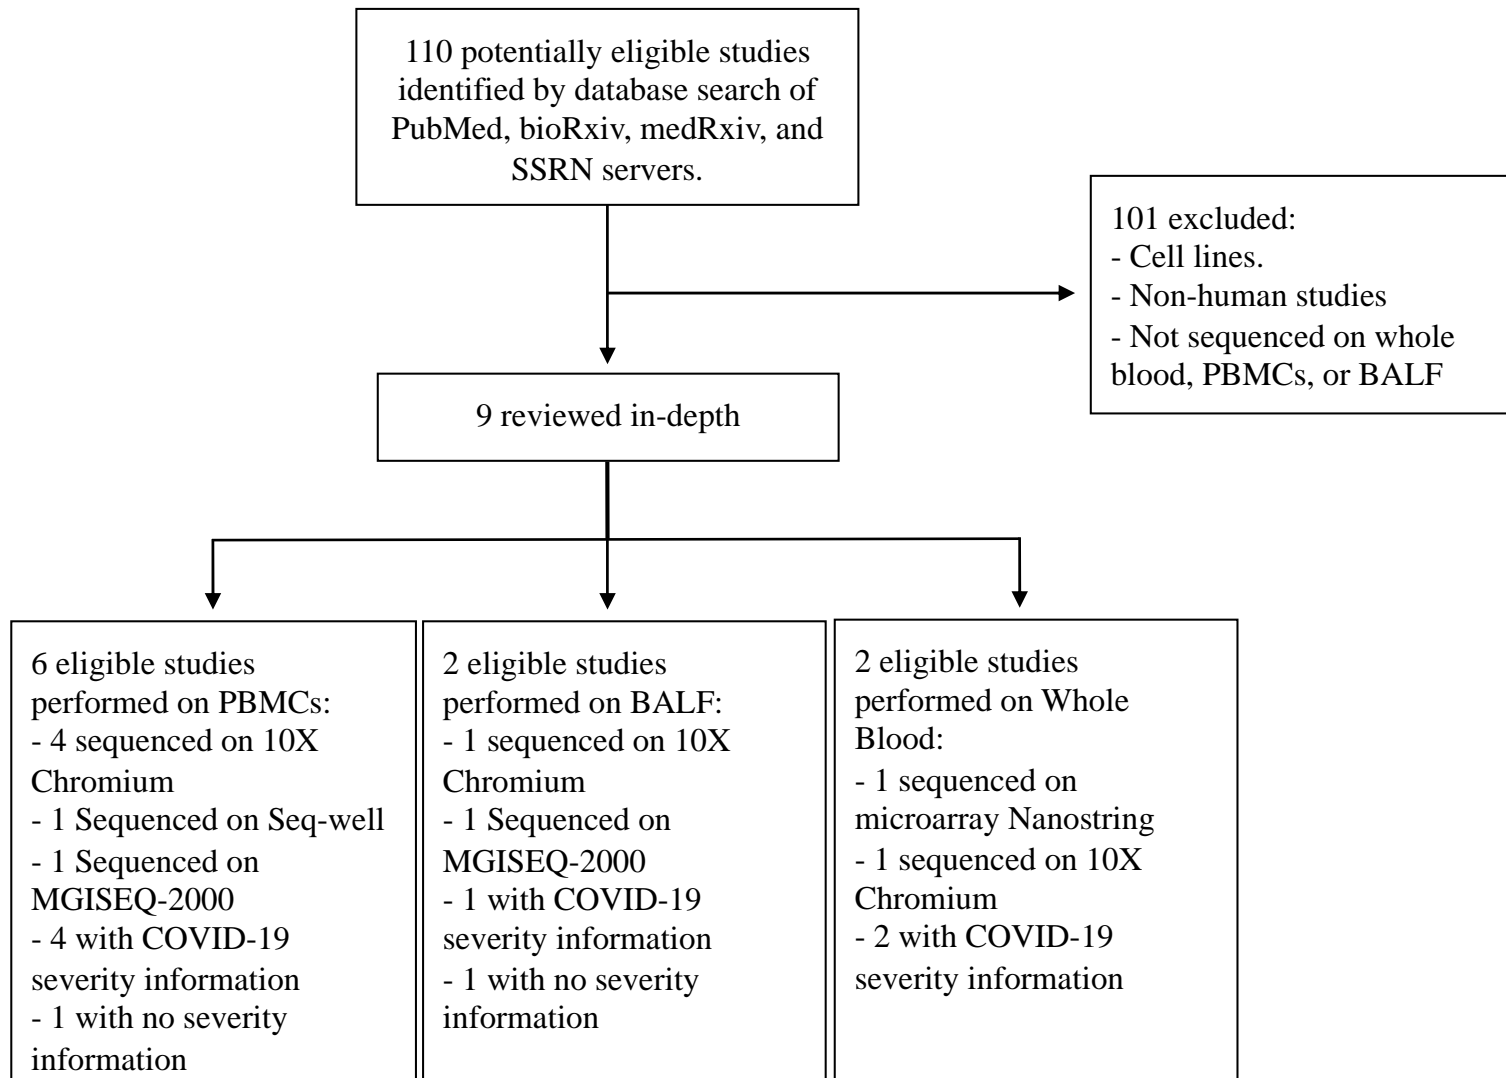 110 potentially eligible studies
identified by database search of
PubMed, bioRxiv, medRxiv, and
SSRN servers.
101 excluded:
- Cell lines.
- Non-human studies
- Not sequenced on whole
blood, PBMCs, or BALF
9 reviewed in-depth
6 eligible studies
performed on PBMCs:
- 4 sequenced on 10X
Chromium
- 1 Sequenced on Seq-well
- 1 Sequenced on
MGISEQ-2000
- 4 with COVID-19
severity information
- 1 with no severity
information
2 eligible studies
performed on BALF:
- 1 sequenced on 10X
Chromium
- 1 Sequenced on
MGISEQ-2000
- 1 with COVID-19
severity information
- 1 with no severity
information
2 eligible studies
performed on Whole
Blood:
- 1 sequenced on
microarray Nanostring
- 1 sequenced on 10X
Chromium
- 2 with COVID-19
severity information